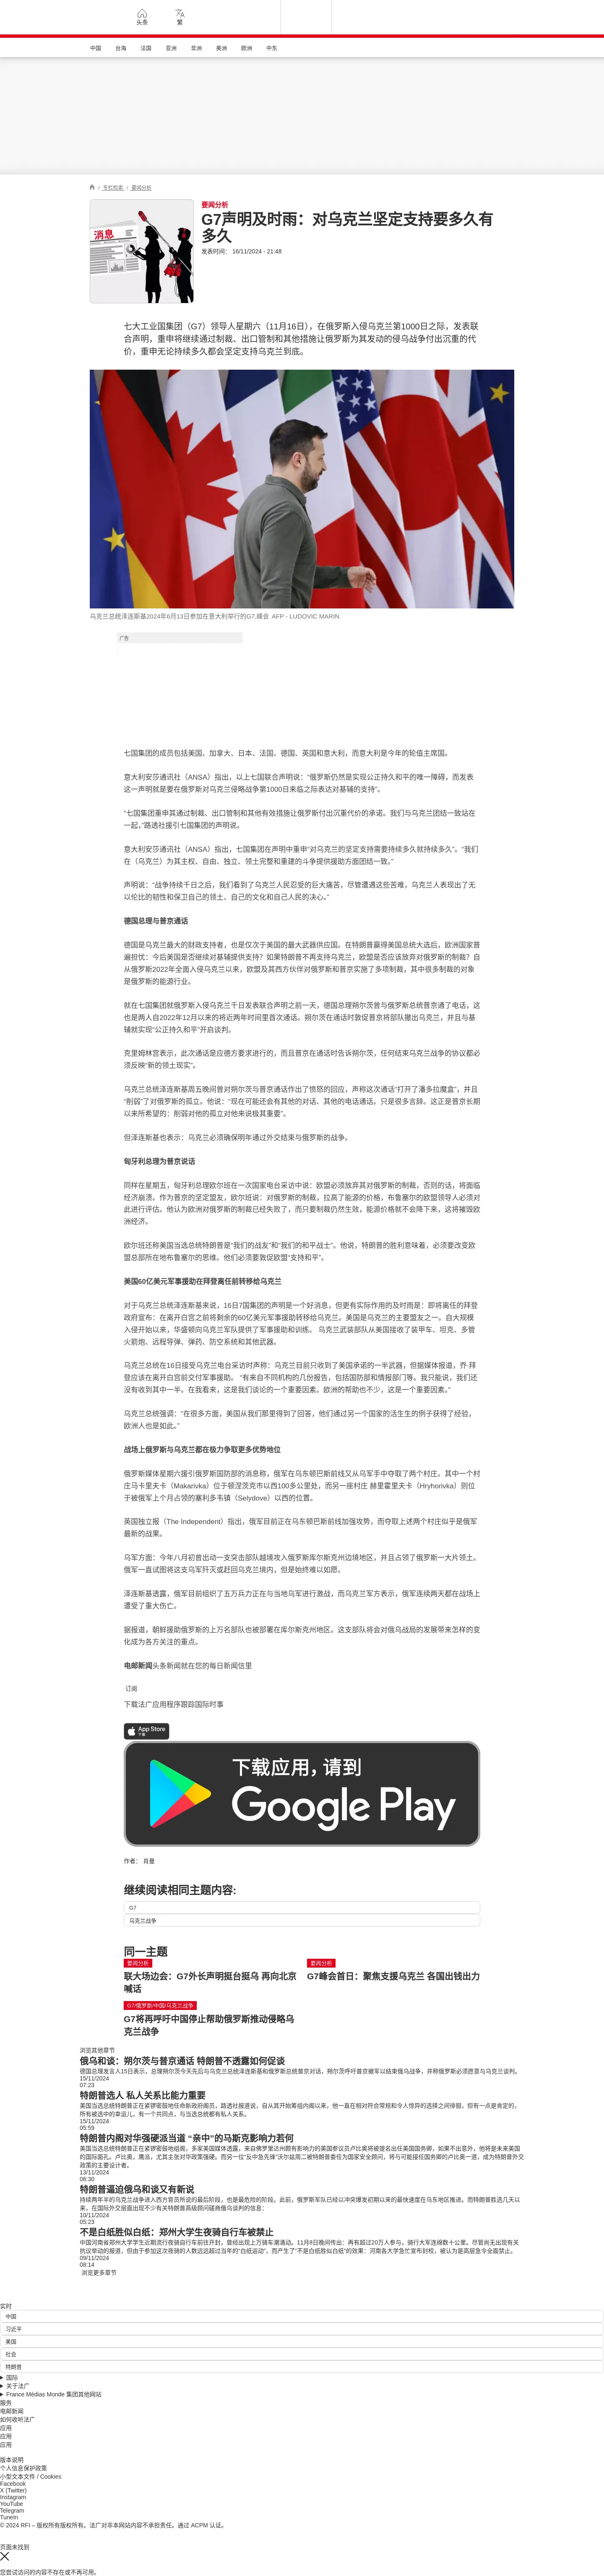 头条
繁
中国
台海
法国
亚洲
非洲
美洲
欧洲
中东
/ 专栏检索 / 要闻分析
消息
要闻分析
G7声明及时雨：对乌克兰坚定支持要多久有
多久
发表时间： 16/11/2024 - 21:48
七大工业国集团（G7）领导人星期六（11月16日），在俄罗斯入侵乌克兰第1000日之际，发表联
合声明，重申将继续通过制裁、出口管制和其他措施让俄罗斯为其发动的侵乌战争付出沉重的代
价，重申无论持续多久都会坚定支持乌克兰到底。
乌克兰总统泽连斯基2024年6月13日参加在意大利举行的G7,峰会 AFP - LUDOVIC MARIN
广告
七国集团的成员包括美国、加拿大、日本、法国、德国、英国和意大利，而意大利是今年的轮值主席国。
意大利安莎通讯社（ANSA）指出，以上七国联合声明说：“俄罗斯仍然是实现公正持久和平的唯一障碍，而发表
这一声明就是要在俄罗斯对乌克兰侵略战争第1000日来临之际表达对基辅的支持”。
“七国集团重申其通过制裁、出口管制和其他有效措施让俄罗斯付出沉重代价的承诺。我们与乌克兰团结一致站在
一起，”路透社援引七国集团的声明说。
意大利安莎通讯社（ANSA）指出，七国集团在声明中重申“对乌克兰的坚定支持需要持续多久就持续多久”。“我们
在（乌克兰）为其主权、自由、独立、领土完整和重建的斗争提供援助方面团结一致。”
声明说：“战争持续千日之后，我们看到了乌克兰人民忍受的巨大痛苦，尽管遭遇这些苦难，乌克兰人表现出了无
以伦比的韧性和保卫自己的领土、自己的文化和自己人民的决心。”
德国总理与普京通话
德国是乌克兰最大的财政支持者，也是仅次于美国的最大武器供应国。在特朗普赢得美国总统大选后，欧洲国家普
遍担忧：今后美国是否继续对基辅提供支持？如果特朗普不再支持乌克兰，欧盟是否应该放弃对俄罗斯的制裁？自
从俄罗斯2022年全面入侵乌克兰以来，欧盟及其西方伙伴对俄罗斯和普京实施了多项制裁，其中很多制裁的对象
是俄罗斯的能源行业。
就在七国集团就俄罗斯入侵乌克兰千日发表联合声明之前一天，德国总理朔尔茨曾与俄罗斯总统普京通了电话，这
也是两人自2022年12月以来的将近两年时间里首次通话。朔尔茨在通话时敦促普京将部队撤出乌克兰，并且与基
辅就实现“公正持久和平”开启谈判。
克里姆林宫表示，此次通话是应德方要求进行的，而且普京在通话时告诉朔尔茨，任何结束乌克兰战争的协议都必
须反映“新的领土现实”。
乌克兰总统泽连斯基周五晚间曾对朔尔茨与普京通话作出了愤怒的回应，声称这次通话“打开了潘多拉魔盒”，并且
“削弱”了对俄罗斯的孤立。他说：“现在可能还会有其他的对话、其他的电话通话。只是很多言辞。这正是普京长期
以来所希望的：削弱对他的孤立对他来说极其重要”。
但泽连斯基也表示：乌克兰必须确保明年通过外交结束与俄罗斯的战争。
匈牙利总理为普京说话
同样在星期五，匈牙利总理欧尔班在一次国家电台采访中说：欧盟必须放弃其对俄罗斯的制裁，否则的话，将面临
经济崩溃。作为普京的坚定盟友，欧尔班说：对俄罗斯的制裁，拉高了能源的价格，布鲁塞尔的欧盟领导人必须对
此进行评估。他认为欧洲对俄罗斯的制裁已经失败了，而只要制裁仍然生效，能源价格就不会降下来，这将摧毁欧
洲经济。
欧尔班还称美国当选总统特朗普是“我们的战友”和“我们的和平战士”。他说，特朗普的胜利意味着，必须要改变欧
盟总部所在地布鲁塞尔的思维。他们必须要敦促欧盟“支持和平”。
美国60亿美元军事援助在拜登离任前转移给乌克兰
对于乌克兰总统泽连斯基来说，16日7国集团的声明是一个好消息，但更有实际作用的及时雨是：即将离任的拜登
政府宣布：在离开白宫之前将剩余的60亿美元军事援助转移给乌克兰。美国是乌克兰的主要盟友之一。自大规模
入侵开始以来，华盛顿向乌克兰军队提供了军事援助和训练。 乌克兰武装部队从美国接收了装甲车、坦克、多管
火箭炮、远程导弹、弹药、防空系统和其他武器。
乌克兰总统在16日接受乌克兰电台采访时声称：乌克兰目前只收到了美国承诺的一半武器，但据媒体报道，乔·拜
登应该在离开白宫前交付军事援助。 “有来自不同机构的几份报告，包括国防部和情报部门等。我只能说，我们还
没有收到其中一半。在我看来，这是我们谈论的一个重要因素。欧洲的帮助也不少，这是一个重要因素。”
乌克兰总统强调：“在很多方面，美国从我们那里得到了回答，他们通过另一个国家的活生生的例子获得了经验，
欧洲人也是如此。”
战场上俄罗斯与乌克兰都在极力争取更多优势地位
俄罗斯媒体星期六援引俄罗斯国防部的消息称，俄军在乌东顿巴斯前线又从乌军手中夺取了两个村庄。其中一个村
庄马卡里夫卡（Makarivka）位于顿涅茨克市以西100多公里处，而另一座村庄 赫里霍里夫卡（Hryhorivka）则位
于被俄军上个月占领的塞利多韦镇（Selydove）以西的位置。
英国独立报（The Independent）指出，俄军目前正在乌东顿巴斯前线加强攻势，而夺取上述两个村庄似乎是俄军
最新的战果。
乌军方面：今年八月初曾出动一支突击部队越境攻入俄罗斯库尔斯克州边境地区，并且占领了俄罗斯一大片领土。
俄军一直试图将这支乌军歼灭或赶回乌克兰境内，但是始终难以如愿。
泽连斯基透露，俄军目前组织了五万兵力正在与当地乌军进行激战，而乌克兰军方表示，俄军连续两天都在战场上
遭受了重大伤亡。
据报道，朝鲜援助俄罗斯的上万名部队也被部署在库尔斯克州地区。这支部队将会对俄乌战局的发展带来怎样的变
化成为各方关注的重点。
电邮新闻头条新闻就在您的每日新闻信里
订阅
下载法广应用程序跟踪国际时事
App Store
下载
下载应用，请到
Google Play
作者： 肖曼
继续阅读相同主题内容:
G7
乌克兰战争
同一主题
要闻分析
联大场边会：G7外长声明挺台挺乌 再向北京
喊话
要闻分析
G7峰会首日：聚焦支援乌克兰 各国出钱出力
G7/俄罗斯/中国/乌克兰战争
G7将再呼吁中国停止帮助俄罗斯推动侵略乌
克兰战争
浏览其他章节
俄乌和谈：朔尔茨与普京通话 特朗普不透露如何促谈
德国总理发言人15日表示，总理朔尔茨今天先后与乌克兰总统泽连斯基和俄罗斯总统普京对话，朔尔茨呼吁普京撤军以结束俄乌战争，并称俄罗斯必须愿意与乌克兰谈判。
15/11/2024
07:23
特朗普选人 私人关系比能力重要
美国当选总统特朗普正在紧锣密鼓地任命新政府阁员，路透社报道说，自从其开始筹组内阁以来，他一直在相对符合常规和令人惊异的选择之间徘徊，但有一点是肯定的，
所有被选中的幸运儿，有一个共同点，与当选总统都有私人关系。
15/11/2024
05:59
特朗普内阁对华强硬派当道 “亲中”的马斯克影响力若何
美国当选总统特朗普正在紧锣密鼓地组阁。多家美国媒体透露，来自佛罗里达州颇有影响力的美国参议员卢比奥将被提名出任美国国务卿，如果不出意外，他将是未来美国
的国际面孔。卢比奥，鹰派，尤其主张对华政策强硬。而另一位“反中急先锋”沃尔兹周二被特朗普委任为国家安全顾问，将与可能接任国务卿的卢比奥一道，成为特朗普外交
政策的主要设计者。
13/11/2024
06:30
特朗普逼迫俄乌和谈又有新说
持续两年半的乌克兰战争进入西方官员所说的最后阶段，也是最危险的阶段。此前，俄罗斯军队已经以冲突爆发初期以来的最快速度在乌东地区推进。而特朗普胜选几天以
来，在国际外交层面出现不少有关特朗普高级顾问磋商俄乌谈判的信息：
10/11/2024
05:23
不是白纸胜似白纸：郑州大学生夜骑自行车被禁止
中国河南省郑州大学学生近期流行夜骑自行车前往开封，曾经出现上万骑车潮涌动。11月8日晚间传出：再有超过20万人参与，骑行大军连绵数十公里。尽管尚无出现有关
抗议举动的报道，但由于参加这次夜骑的人数远远超过当年的“白纸运动”，而产生了“不是白纸胜似白纸”的效果：河南各大学急忙宣布封校，被认为是高层急令全面禁止。
09/11/2024
08:14
浏览更多章节
实时
中国
习近平
美国
社会
特朗普
国际
关于法广
France Médias Monde 集团其他网站
服务
电邮新闻
如何收听法广
应用
应用
应用
版本说明
个人信息保护政策
小型文本文件 / Cookies
Facebook
X (Twitter)
Instagram
YouTube
Telegram
TuneIn
© 2024 RFI – 版权所有版权所有。法广对非本网站内容不承担责任。通过 ACPM 认证。
页面未找到
您尝试访问的内容不存在或不再可用。